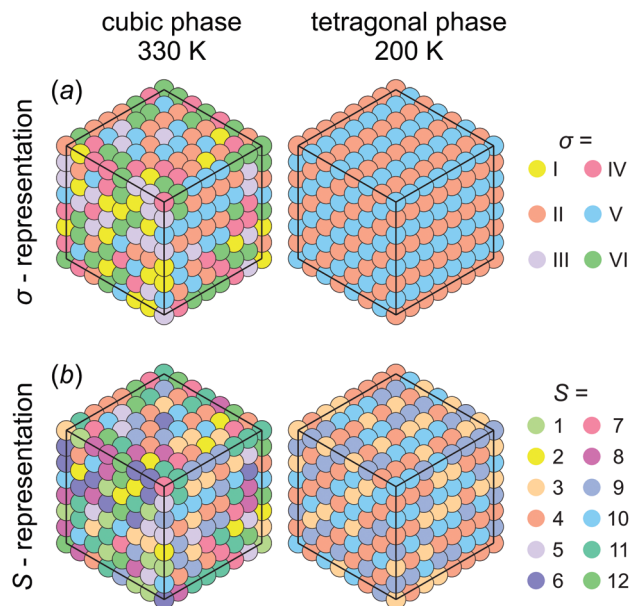 cubic phase tetragonal phase
330 K 200 K
(a)
σ - representation
σ =
I IV
II V
III VI
(b)
S - representation
S =
1 7
2 8
3 9
4 10
5 11
6 12